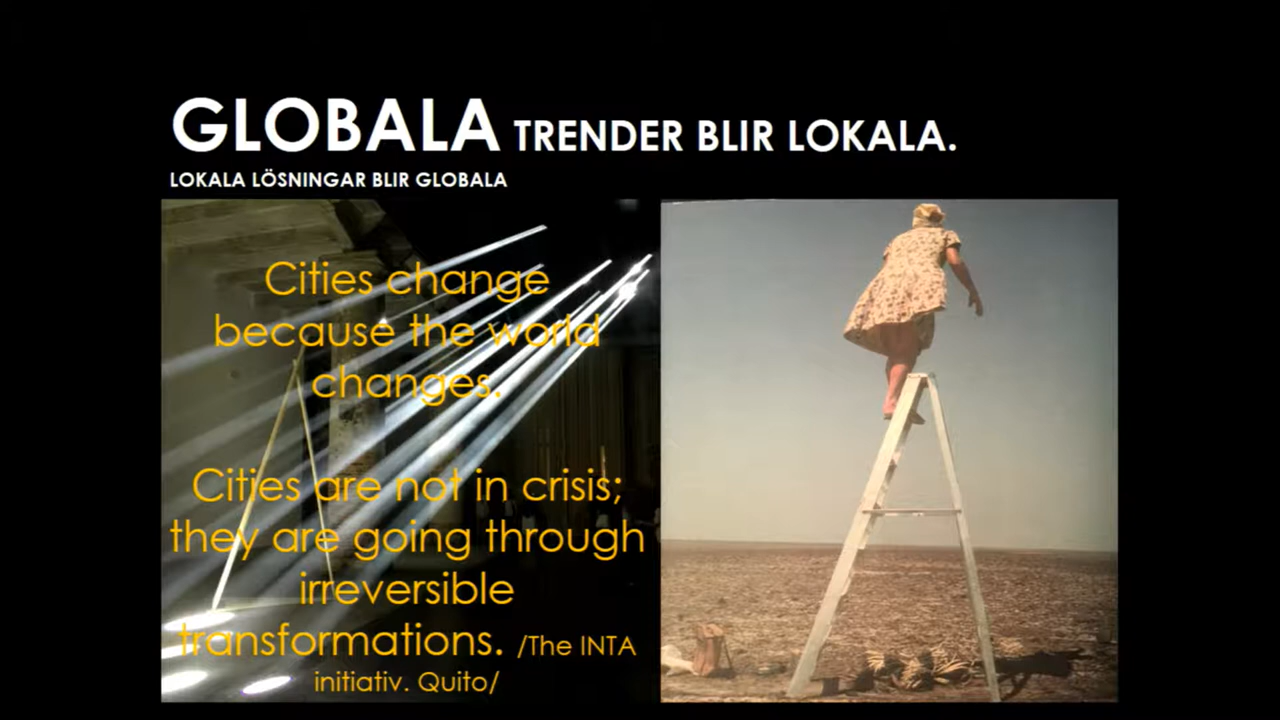 GLOBALA TRENDER BLIR LOKALA.
LOKALA LÖSNINGAR BLIR GLOBALA
Cities change
because the world
changes.
Cities are not in crisis;
they are going through
irreversible
transformations. /The INTA
initiativ. Quito/